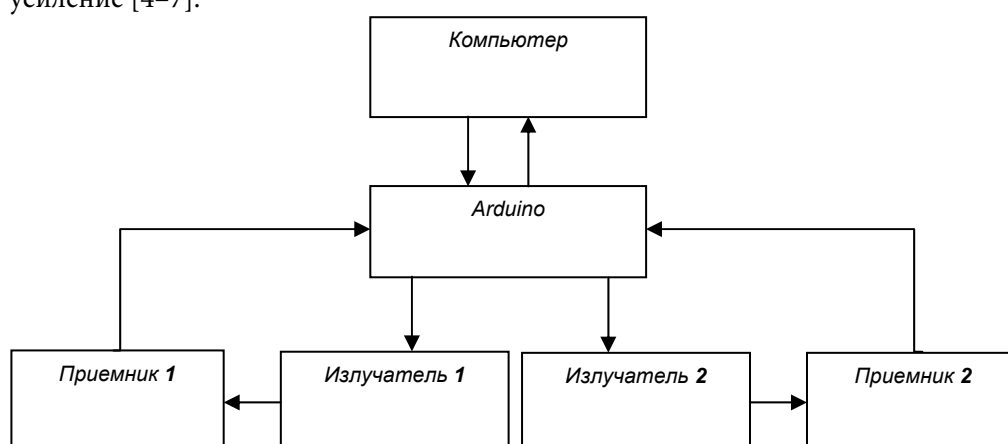 усиление [4–7].
Компьютер
Arduino
Приемник 1
Излучатель 1
Излучатель 2
Приемник 2